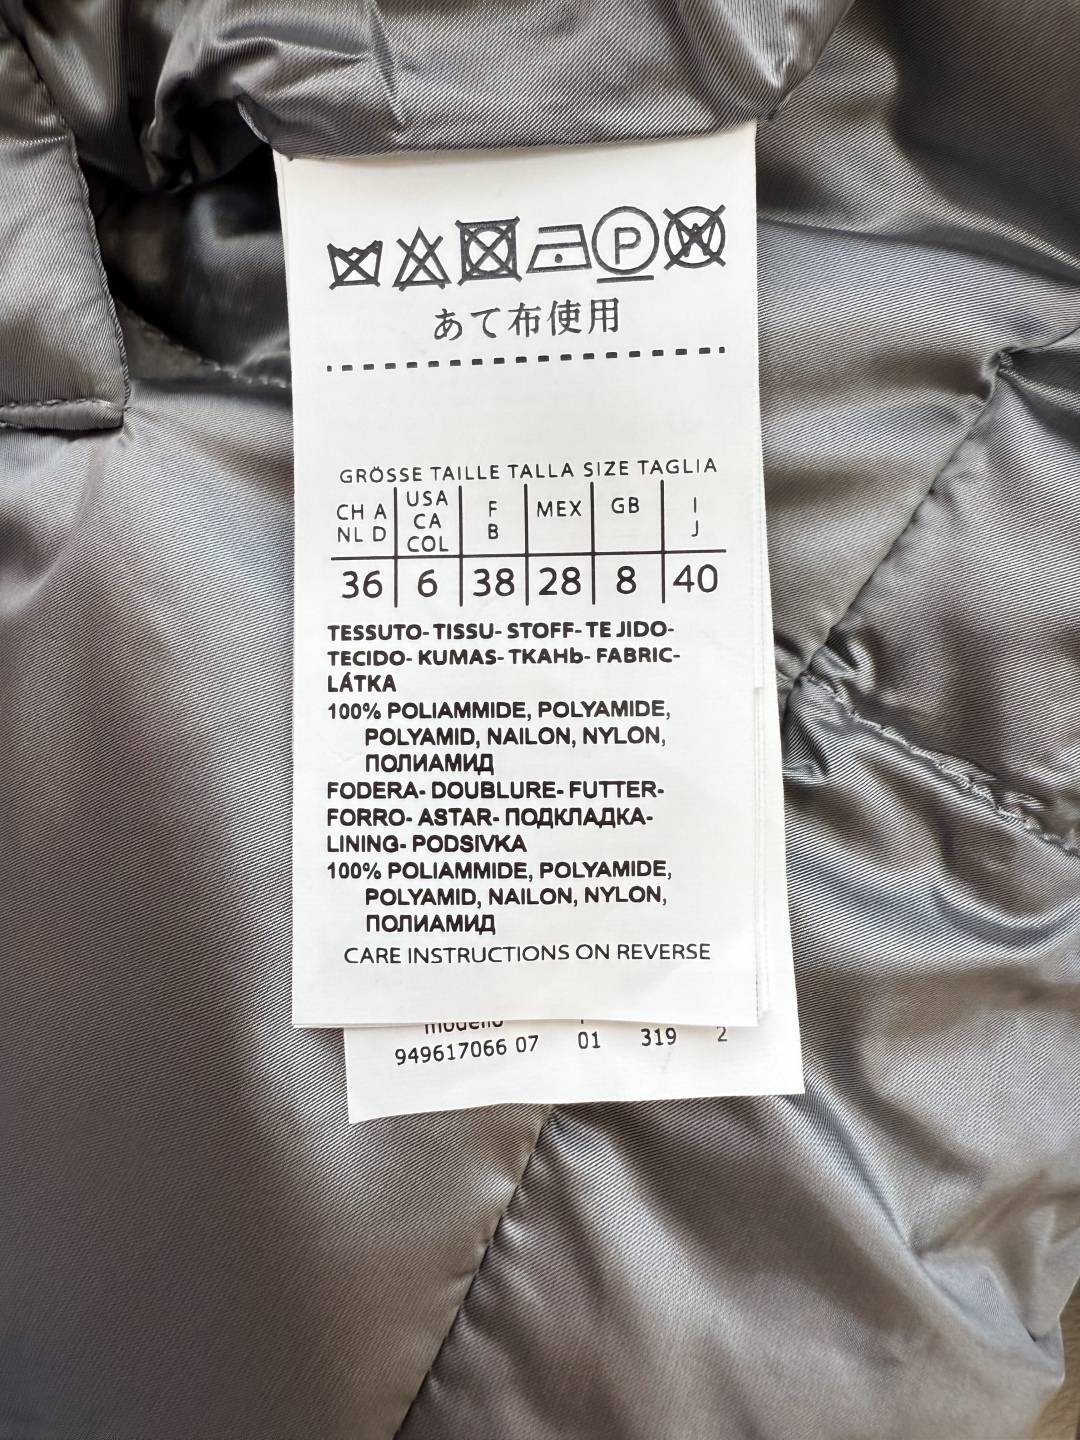 P
W
あて布使用
GRÖSSE TAILLE TALLA SIZE TAGLIA
CH A NL D USA CA COL F B MEX GB I J
36 6 38 28 8 40
TESSUTO- TISSU- STOFF- TEJIDO-
TECIDO- KUMAS- ТКАНЬ- FABRIC-
LÁTKA
100% POLIAMMIDE, POLYAMIDE,
POLYAMID, NAILON, NYLON,
ПОЛИАМИД
FODERA- DOUBLURE- FUTTER-
FORRO- ASTAR- ПОДКЛАДКА-
LINING- PODSIVKA
100% POLIAMMIDE, POLYAMIDE,
POLYAMID, NAILON, NYLON,
ПОЛИАМИД
CARE INSTRUCTIONS ON REVERSE
modello
949617066 07 01 319 2